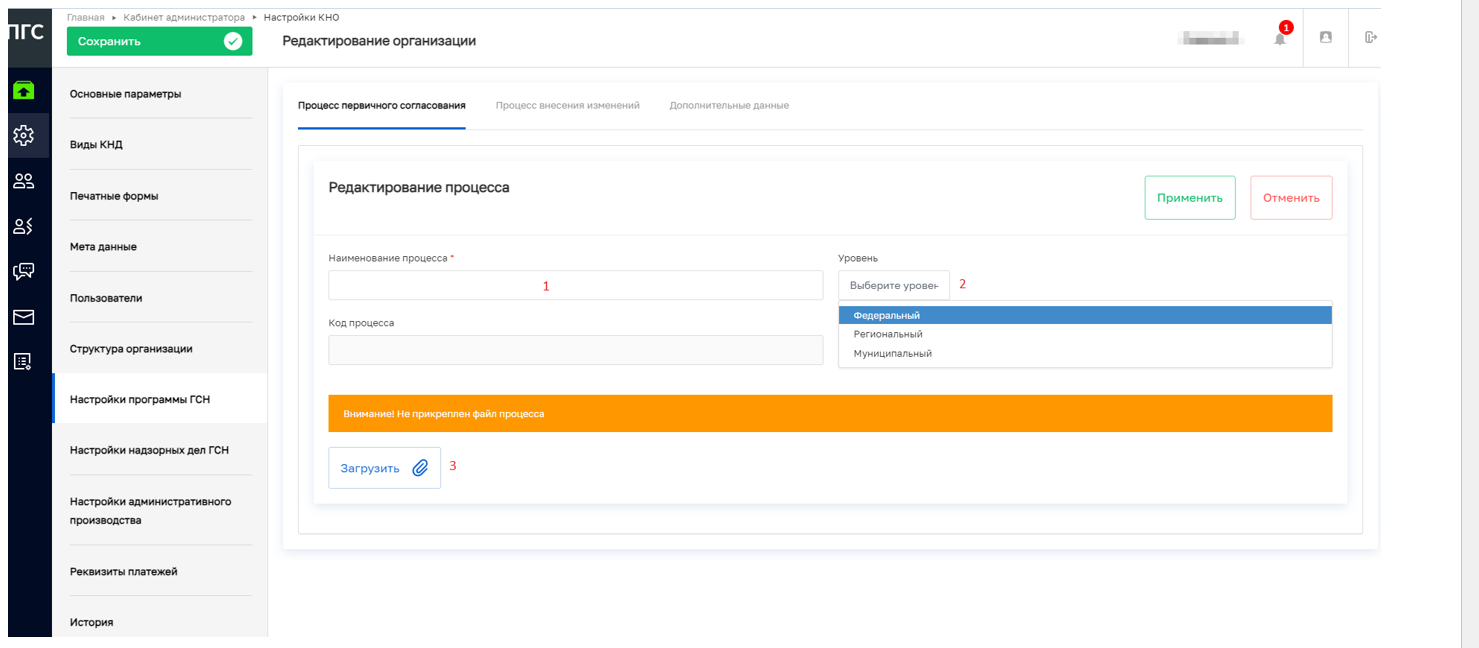 Главная ▸ Кабинет администратора ▸ Настройки КНО
ПГС
Сохранить
Редактирование организации
1
Основные параметры
Виды КНД
Печатные формы
Мета данные
Пользователи
Структура организации
Настройки программы ГСН
Настройки надзорных дел ГСН
Настройки административного
производства
Реквизиты платежей
История
Процесс первичного согласования
Процесс внесения изменений
Дополнительные данные
Редактирование процесса
Применить
Отменить
Наименование процесса *
1
Уровень
Выберите уровен
2
Федеральный
Региональный
Муниципальный
Код процесса
Внимание! Не прикреплен файл процесса
Загрузить
3